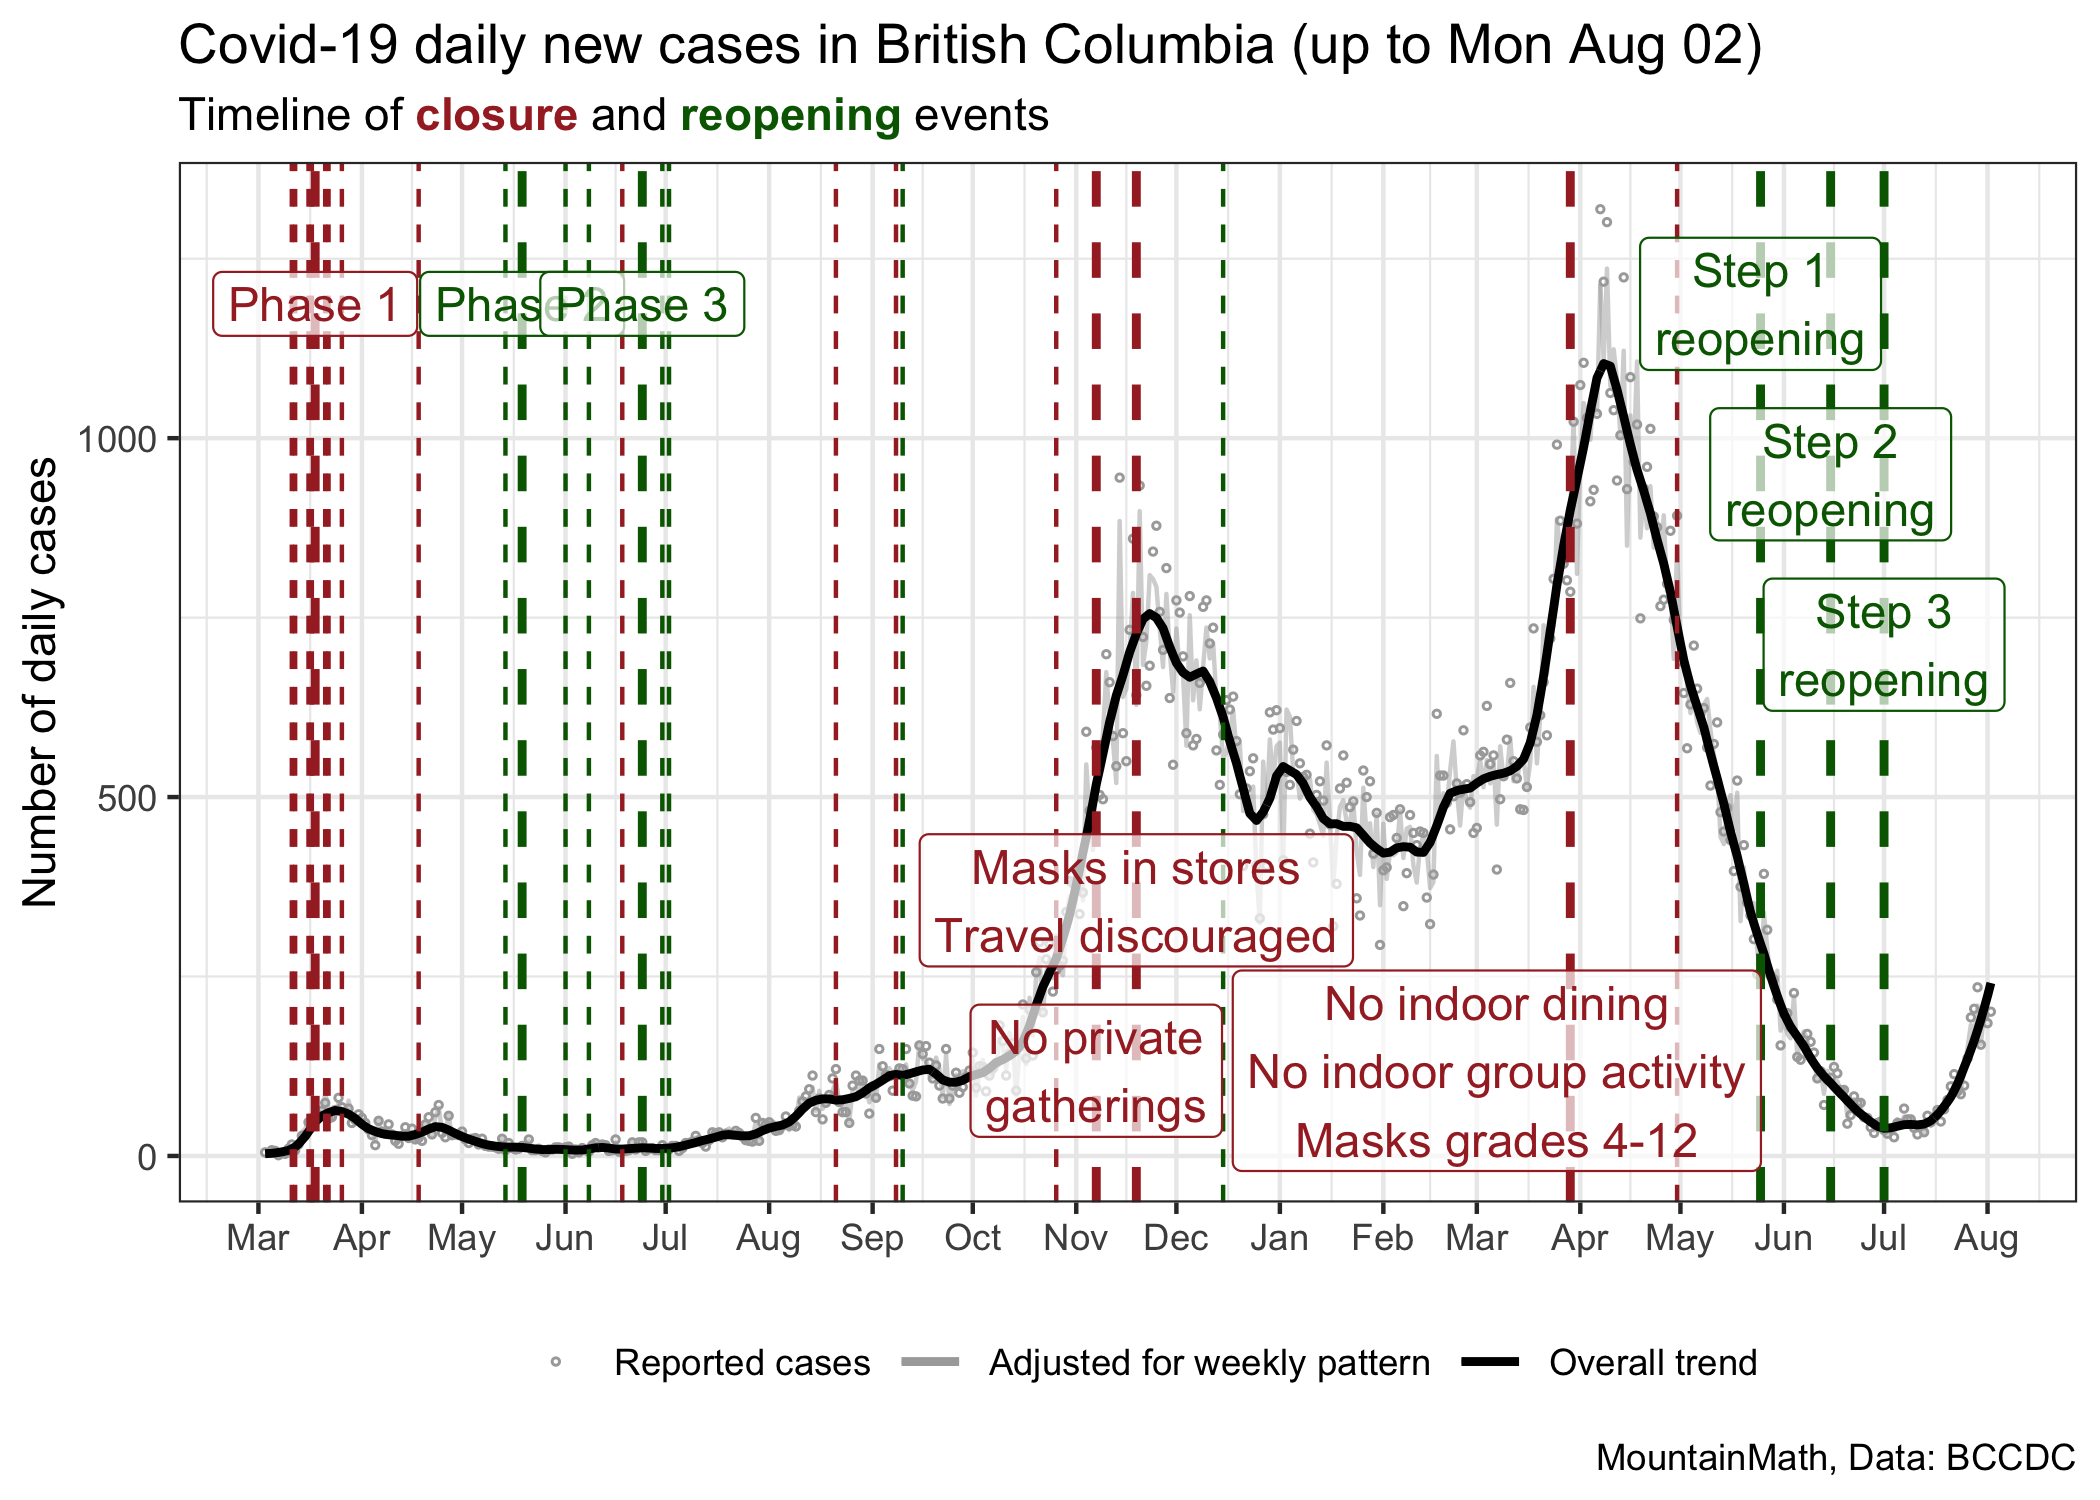 Covid-19 daily new cases in British Columbia (up to Mon Aug 02)
Timeline of closure and reopening events
Number of daily cases
1000
500
0
Phase 1
Phase 2
Phase 3
Step 1
reopening
Step 2
reopening
Step 3
reopening
Masks in stores
Travel discouraged
No private
gatherings
No indoor dining
No indoor group activity
Masks grades 4-12
Mar Apr May Jun Jul Aug Sep Oct Nov Dec Jan Feb Mar Apr May Jun Jul Aug
Reported cases Adjusted for weekly pattern Overall trend
MountainMath, Data: BCCDC